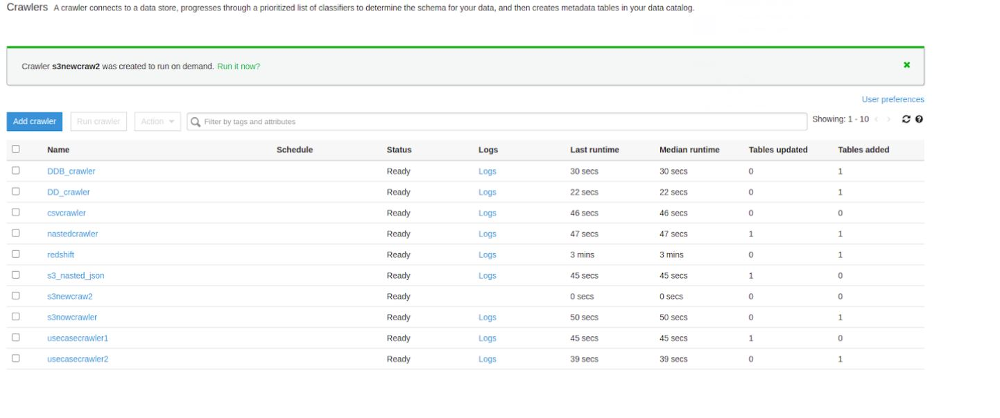 Crawlers A crawler connects to a data store, progresses through a prioritized list of classifiers to determine the schema for your data, and then creates metadata tables in your data catalog.
Crawler s3newcraw2 was created to run on demand. Run it now?
User preferences
Add crawler Run crawler Action Filter by tags and attributes Showing: 1 - 10
Name Schedule Status Logs Last runtime Median runtime Tables updated Tables added
DDB_crawler Ready Logs 30 secs 30 secs 0 1
DD_crawler Ready Logs 22 secs 22 secs 0 1
csvcrawler Ready Logs 46 secs 46 secs 0 0
nastedcrawler Ready Logs 47 secs 47 secs 1 1
redshift Ready Logs 3 mins 3 mins 0 1
s3_nasted_json Ready Logs 45 secs 45 secs 1 0
s3newcraw2 Ready 0 secs 0 secs 0 0
s3nowcrawler Ready Logs 50 secs 50 secs 0 1
usecasecrawler1 Ready Logs 45 secs 45 secs 1 0
usecasecrawler2 Ready Logs 39 secs 39 secs 0 1